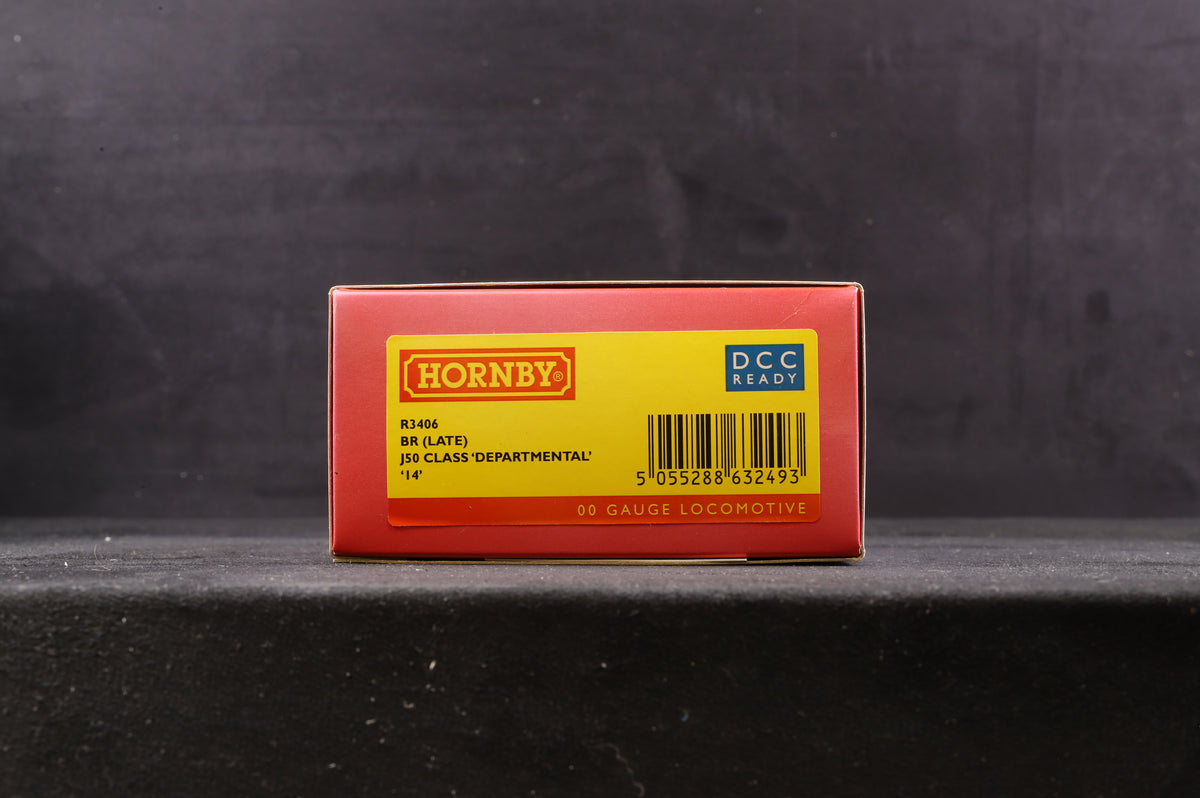 HORNBY®
DCC
READY
R3406
BR (LATE)
J50 CLASS ‘DEPARTMENTAL’
‘14’
5 055288 632493
00 GAUGE LOCOMOTIVE